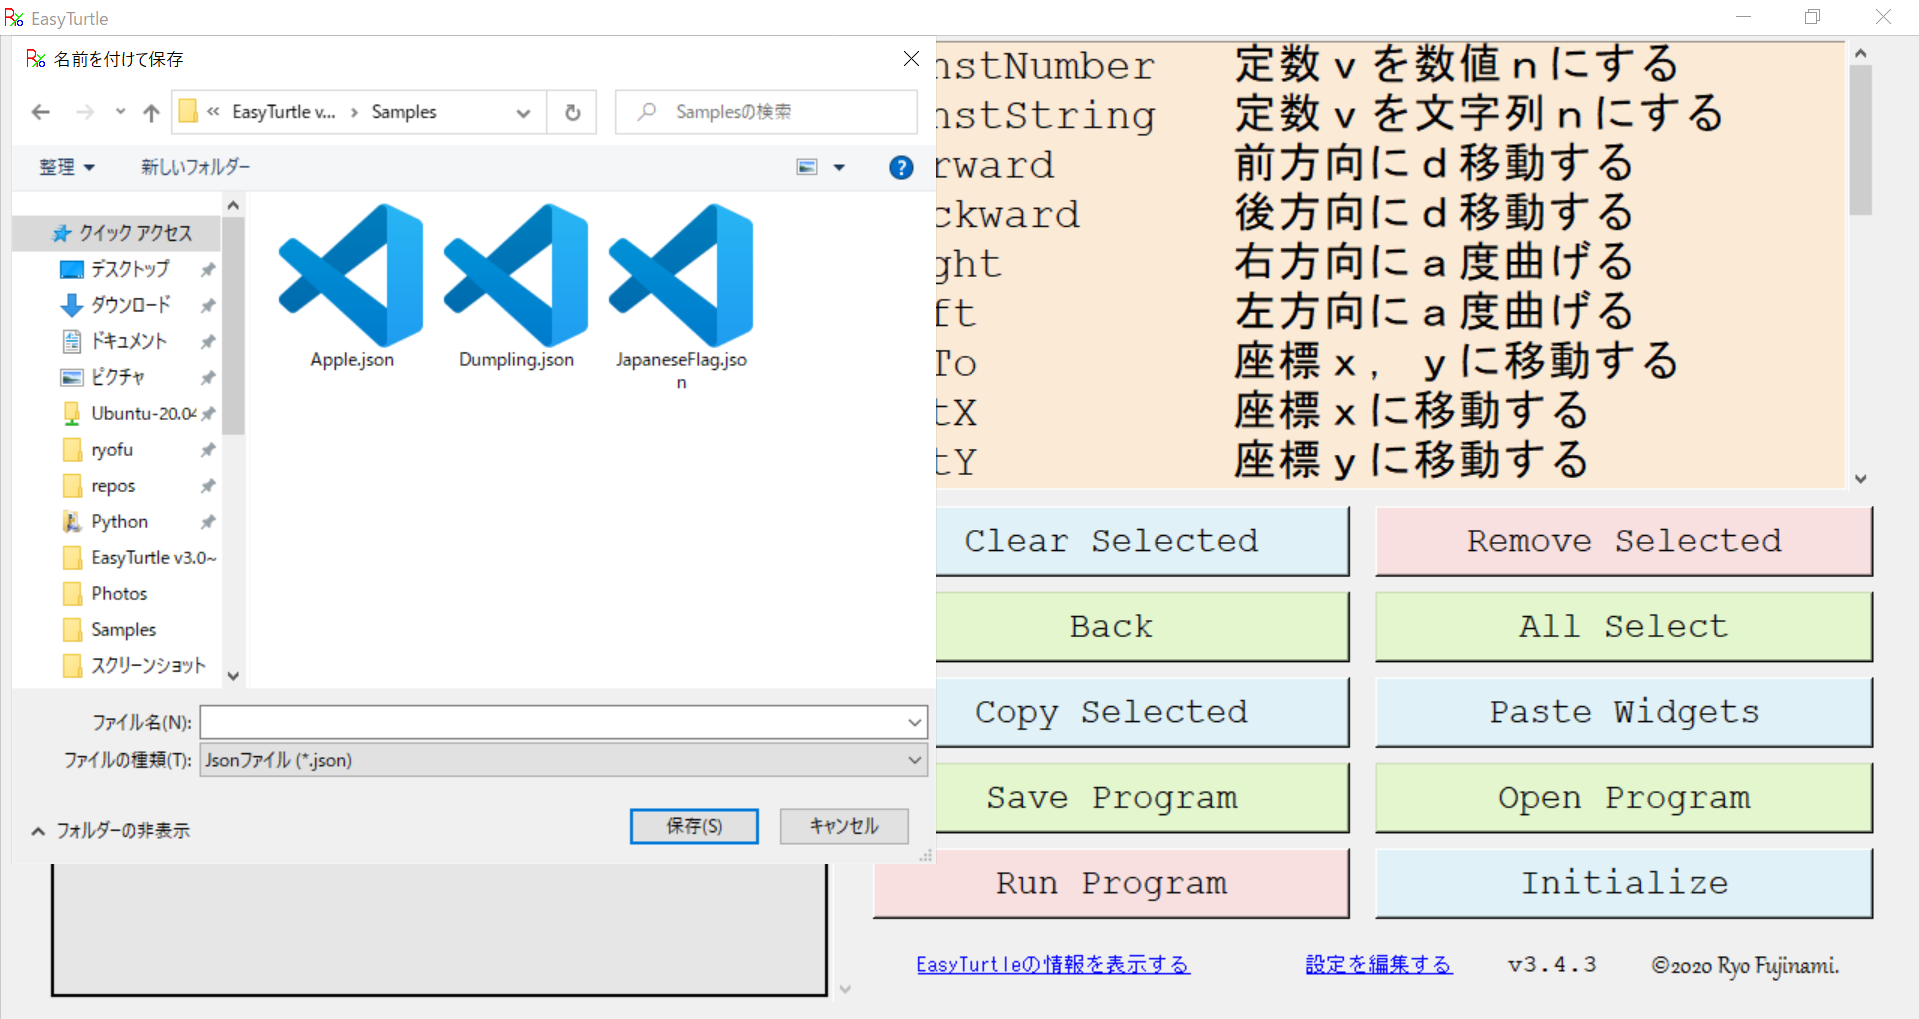 EasyTurtle
名前を付けて保存
« EasyTurtle v... › Samples
Samplesの検索
整理
新しいフォルダー
クイック アクセス
デスクトップ
ダウンロード
ドキュメント
ピクチャ
Ubuntu-20.04
ryofu
repos
Python
EasyTurtle v3.0~
Photos
Samples
スクリーンショット
Apple.json
Dumpling.json
JapaneseFlag.jso
n
ファイル名(N):
ファイルの種類(T):
Jsonファイル (*.json)
フォルダーの非表示
保存(S)
キャンセル
nstNumber 定数ｖを数値ｎにする
nstString 定数ｖを文字列ｎにする
rward 前方向にｄ移動する
ckward 後方向にｄ移動する
ght 右方向にａ度曲げる
ft 左方向にａ度曲げる
To 座標ｘ，ｙに移動する
tX 座標ｘに移動する
tY 座標ｙに移動する
Clear Selected
Remove Selected
Back
All Select
Copy Selected
Paste Widgets
Save Program
Open Program
Run Program
Initialize
EasyTurtleの情報を表示する
設定を編集する
v3.4.3
©2020 Ryo Fujinami.